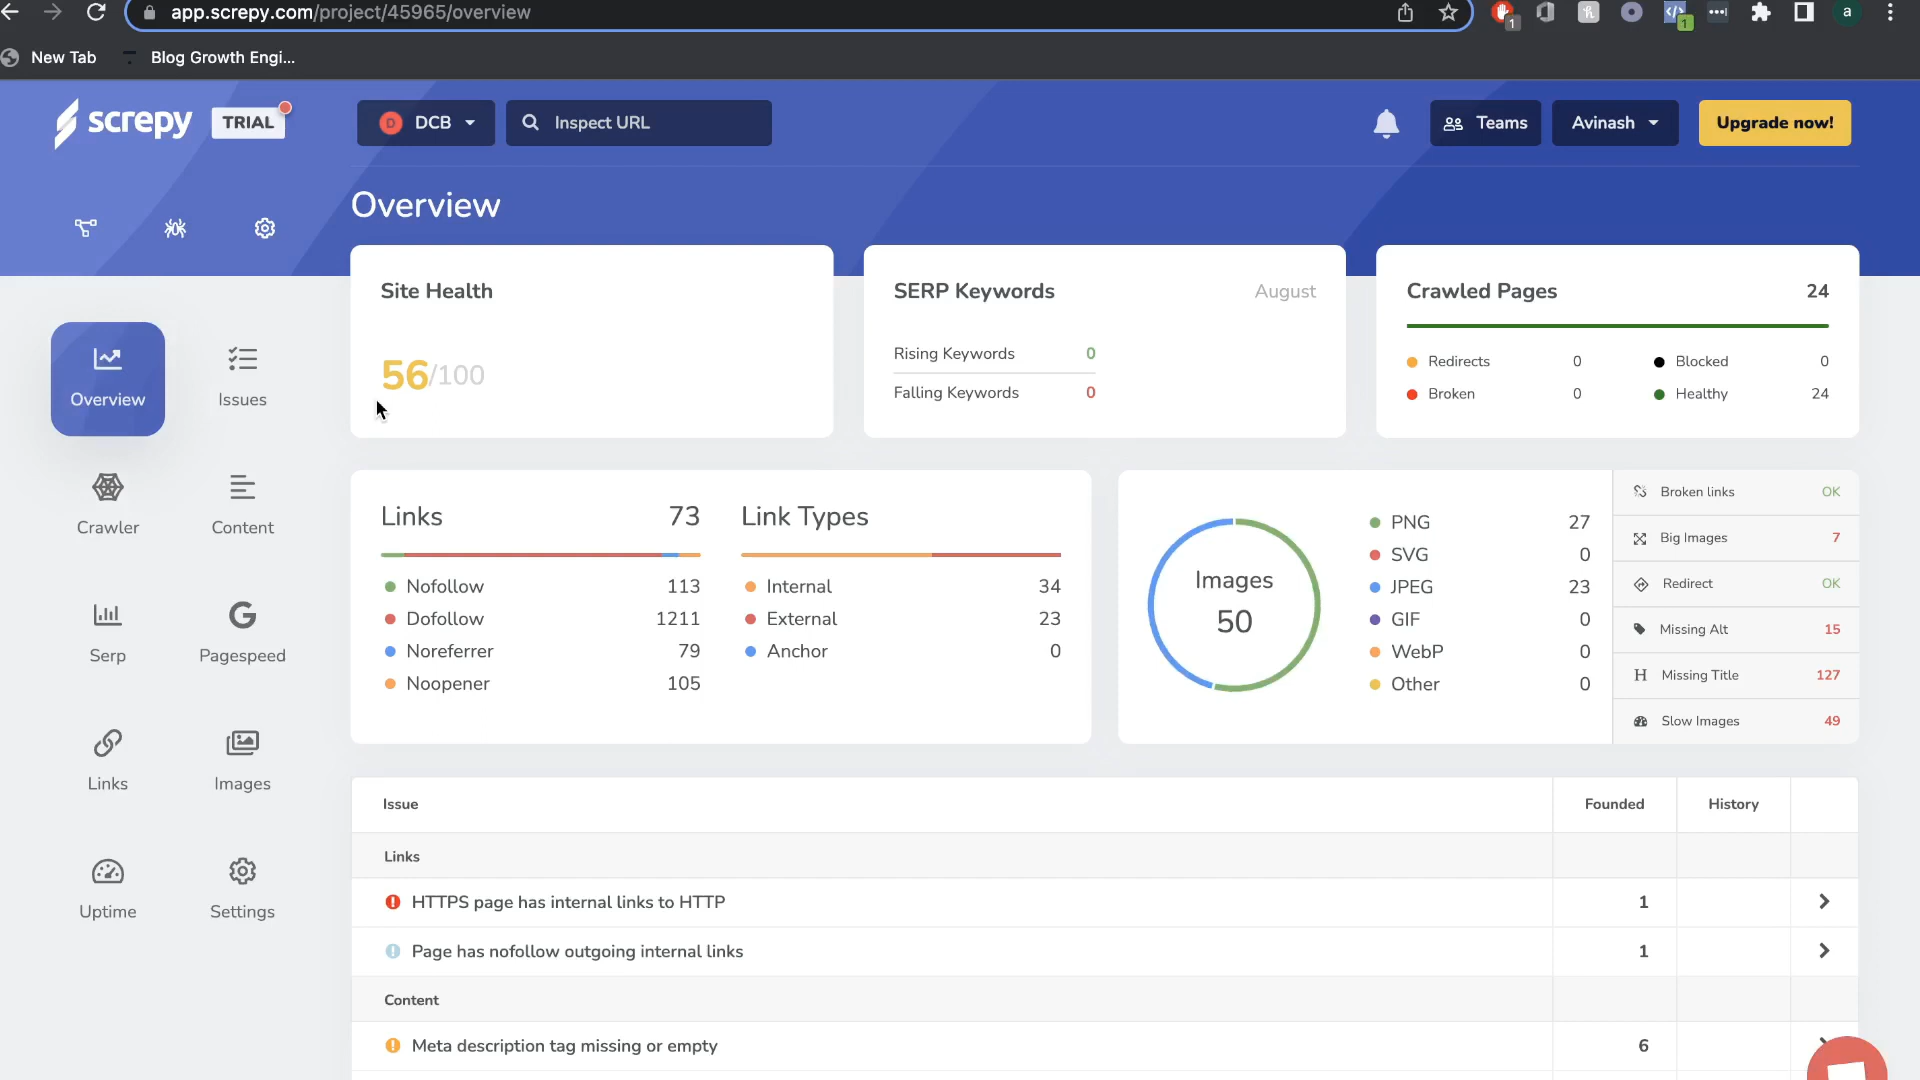 app.screpy.com/project/45965/overview
1
1
a
New Tab
Blog Growth Engi...
screpy
TRIAL
D DCB
Inspect URL
Teams
Avinash
Upgrade now!
Overview
Site Health
56/100
SERP Keywords
August
Rising Keywords 0
Falling Keywords 0
Crawled Pages 24
Redirects 0
Blocked 0
Broken 0
Healthy 24
Overview
Issues
Crawler
Content
Serp
Pagespeed
Links
Images
Uptime
Settings
Links 73
Nofollow 113
Dofollow 1211
Noreferrer 79
Noopener 105
Link Types
Internal 34
External 23
Anchor 0
Images
50
PNG 27
SVG 0
JPEG 23
GIF 0
WebP 0
Other 0
Broken links OK
Big Images 7
Redirect OK
Missing Alt 15
H Missing Title 127
Slow Images 49
Issue Founded History
Links
HTTPS page has internal links to HTTP 1
Page has nofollow outgoing internal links 1
Content
Meta description tag missing or empty 6